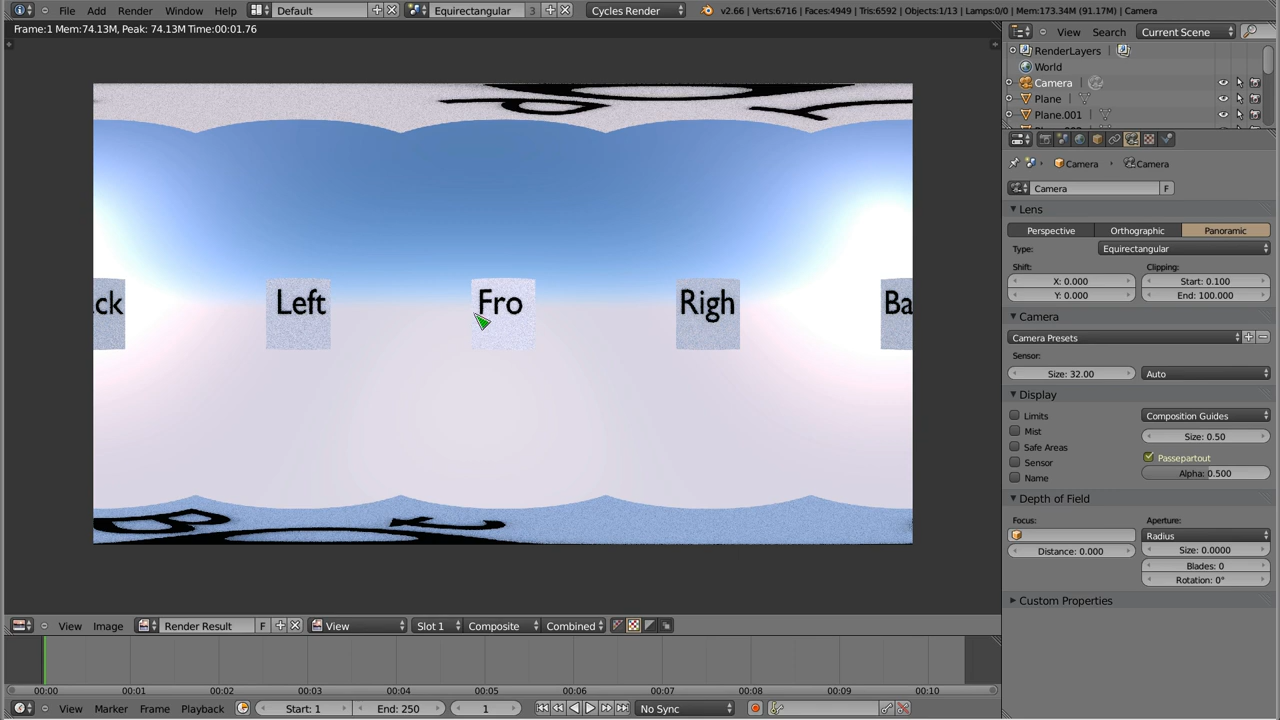 File Add Render Window Help Default Equirectangular 3 Cycles Render v2.66 | Verts:6716 | Faces:4949 | Tris:6592 | Objects:1/13 | Lamps:0/0 | Mem:173.34M (91.17M) | Camera
Frame:1 Mem:74.13M, Peak: 74.13M Time:00:01.76
View Search Current Scene
RenderLayers
World
Camera
Plane
Plane.001
Camera Camera
Camera F
Lens
Perspective Orthographic Panoramic
Type: Equirectangular
Shift: Clipping:
X: 0.000 Start: 0.100
Y: 0.000 End: 100.000
Camera
Camera Presets
Sensor:
Size: 32.00 Auto
Display
Limits Composition Guides
Mist Size: 0.50
Safe Areas Passepartout
Sensor Alpha: 0.500
Name
Depth of Field
Focus: Aperture:
Radius
Distance: 0.000 Size: 0.0000
Blades: 0
Rotation: 0°
Custom Properties
ck Left Fro Righ Ba
View Image Render Result F View Slot 1 Composite Combined
00:00 00:01 00:02 00:03 00:04 00:05 00:06 00:07 00:08 00:09 00:10
View Marker Frame Playback Start: 1 End: 250 1 No Sync